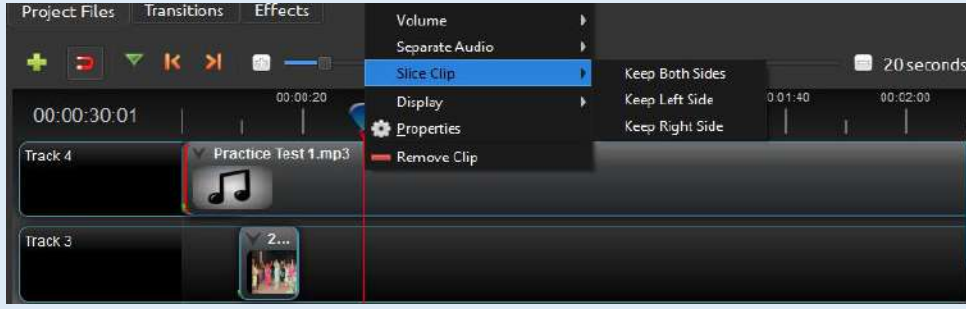 Project Files Transitions Effects
Volume
Separate Audio
Slice Clip
Keep Both Sides
Display
Keep Left Side
Properties
Keep Right Side
Remove Clip
20 seconds
00:00:30:01
00:00:20
0:01:40
00:02:00
Track 4
Practice Test 1.mp3
Track 3
2...